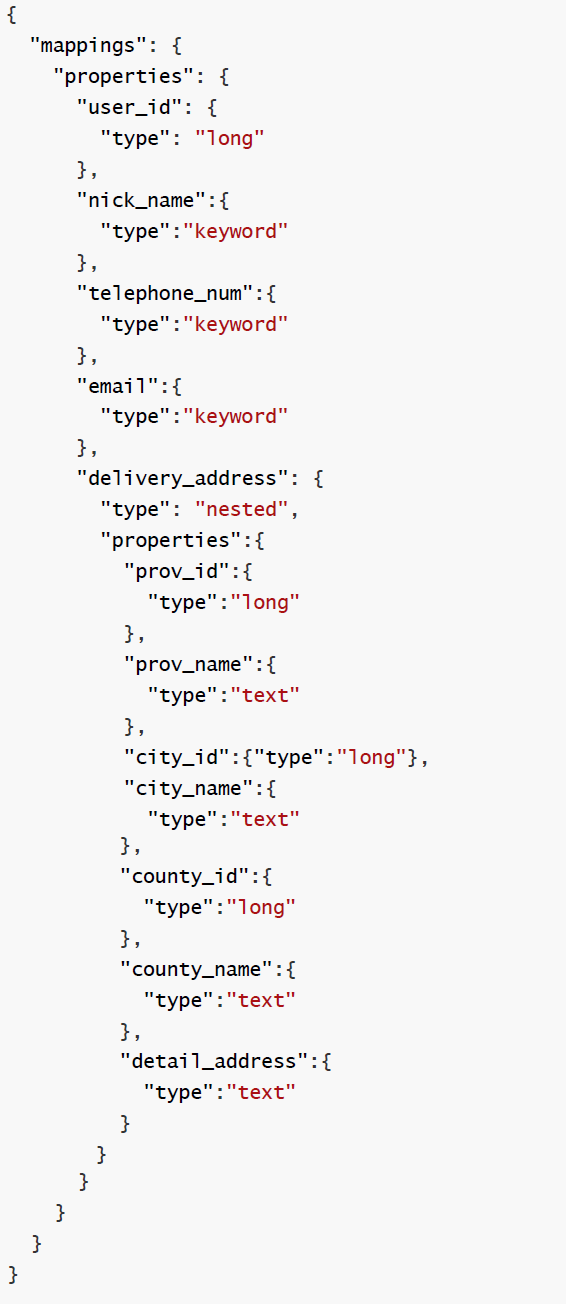 {
  "mappings": {
    "properties": {
      "user_id": {
        "type": "long"
      },
      "nick_name":{
        "type":"keyword"
      },
      "telephone_num":{
        "type":"keyword"
      },
      "email":{
        "type":"keyword"
      },
      "delivery_address": {
        "type": "nested",
        "properties":{
          "prov_id":{
            "type":"long"
          },
          "prov_name":{
            "type":"text"
          },
          "city_id":{"type":"long"},
          "city_name":{
            "type":"text"
          },
          "county_id":{
            "type":"long"
          },
          "county_name":{
            "type":"text"
          },
          "detail_address":{
            "type":"text"
          }
        }
      }
    }
  }
}